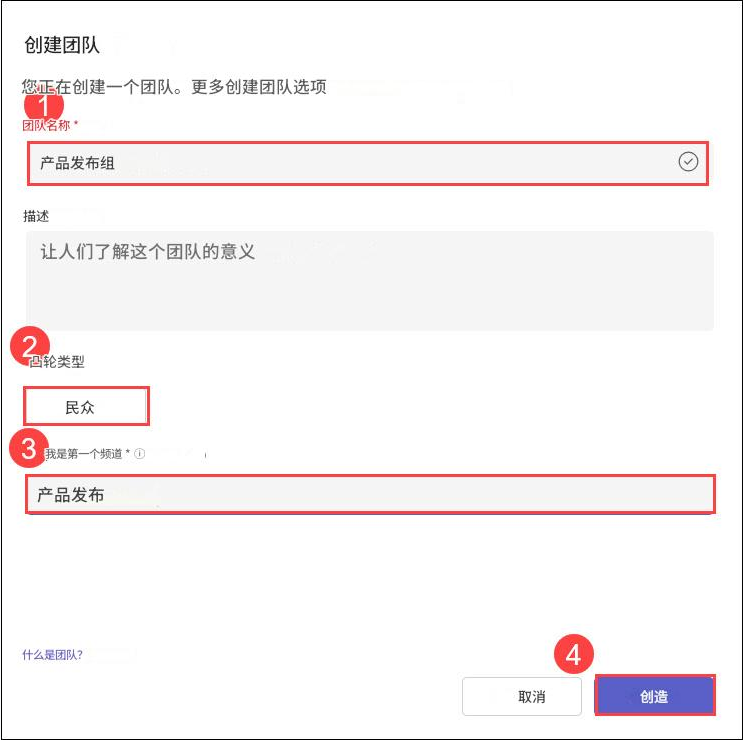 创建团队
您正在创建一个团队。更多创建团队选项
1
团队名称 *
产品发布组
描述
让人们了解这个团队的意义
2
凸轮类型
民众
3
我是第一个频道 *
产品发布
什么是团队?
4
取消
创造